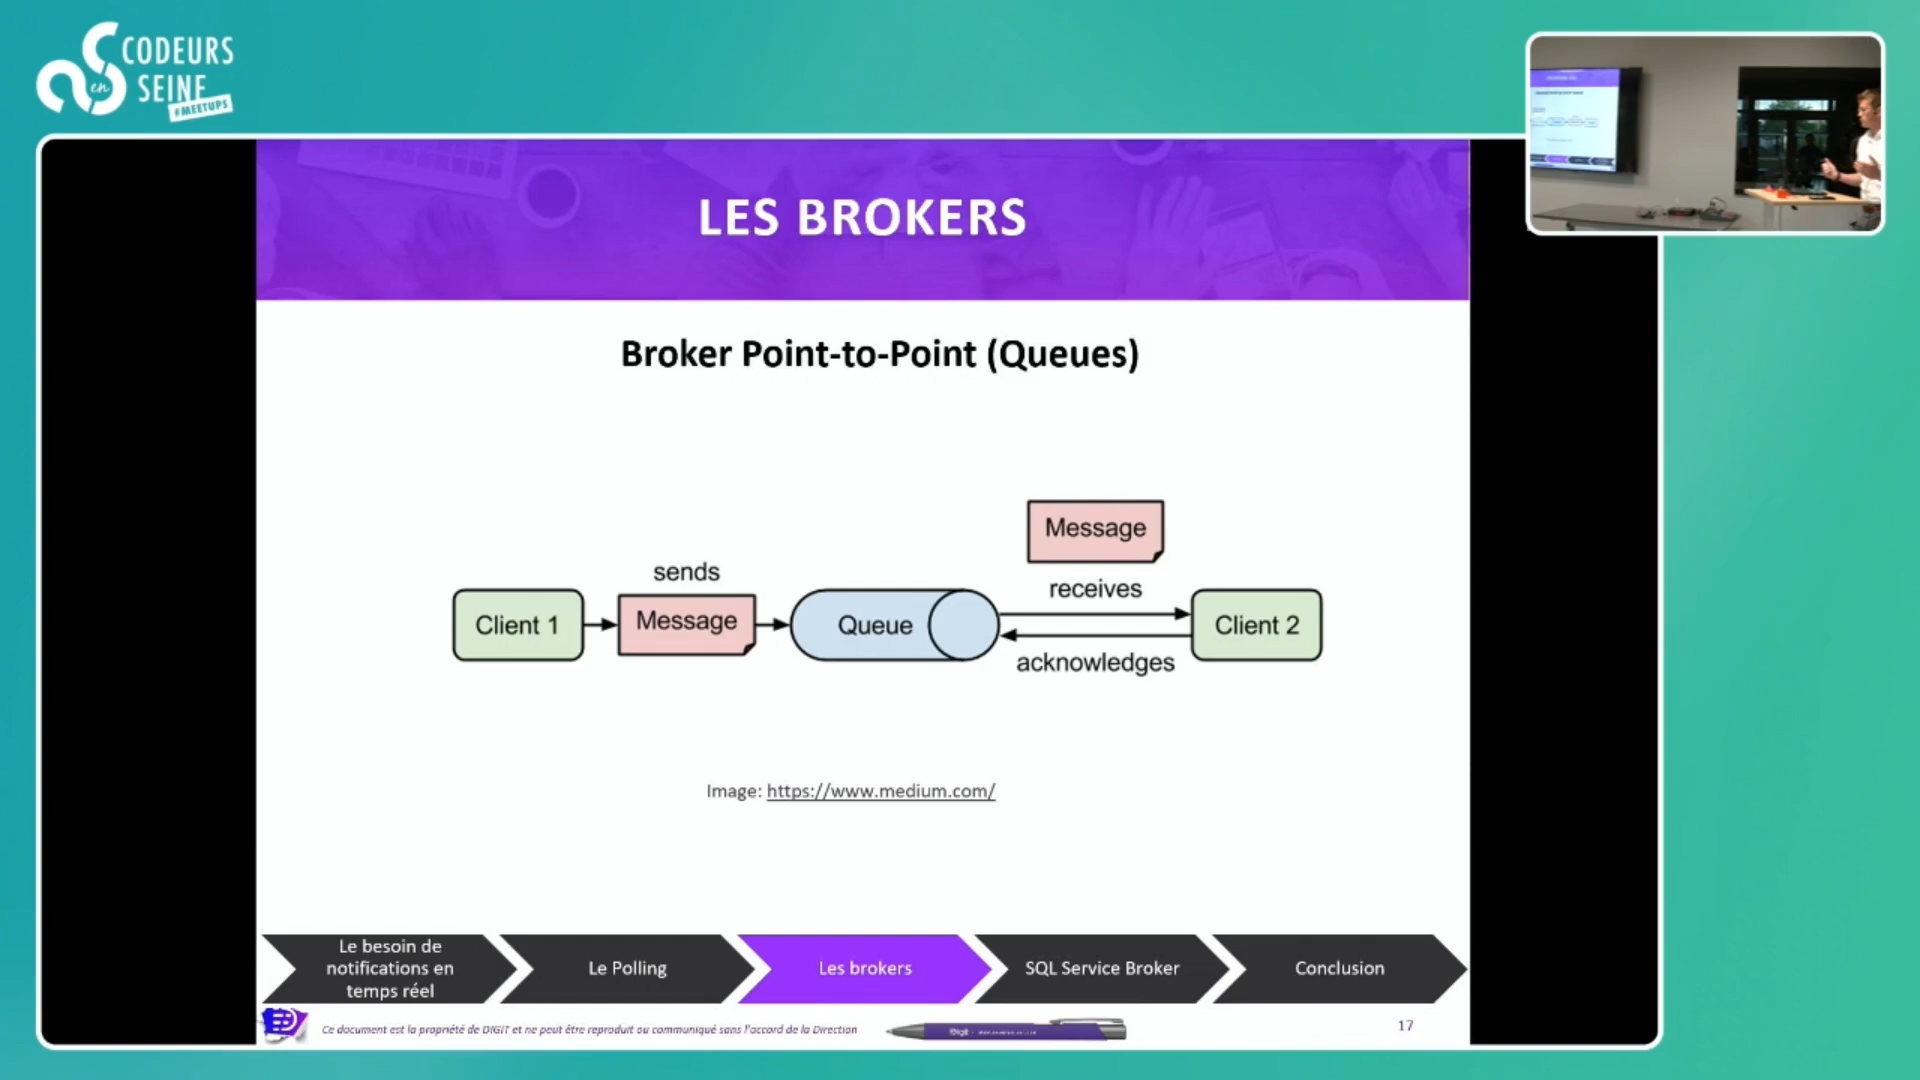 CODEURS
en
SEINE
#MEETUPS
LES BROKERS
Broker Point-to-Point (Queues)
Message
sends
receives
Client 1
Message
Queue
Client 2
acknowledges
Image: https://www.medium.com/
Le besoin de
notifications en
temps réel
Le Polling
Les brokers
SQL Service Broker
Conclusion
Ce document est la propriété de DIGIT et ne peut être reproduit ou communiqué sans l'accord de la Direction
Digit
17